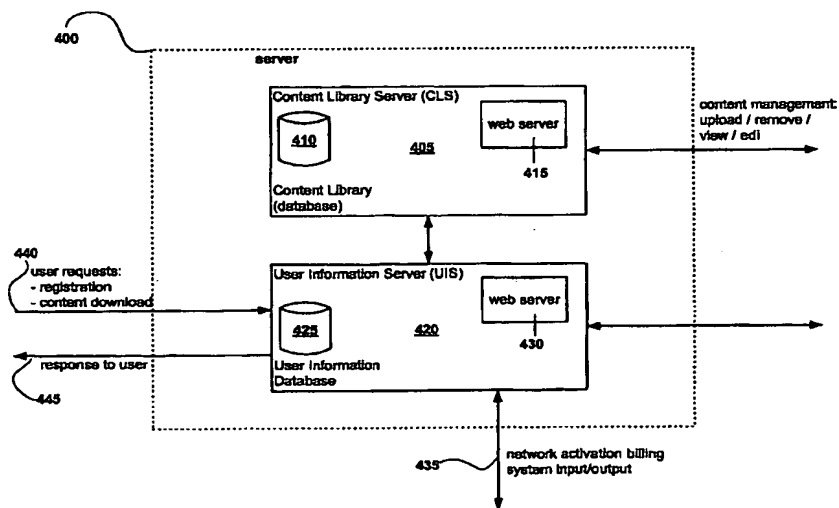 400
server
Content Library Server (CLS)
410
405
web server
415
Content Library
(database)
content management:
upload / remove /
view / edi
440
user requests:
- registration
- content download
User Information Server (UIS)
425
420
web server
430
User Information
Database
response to user
445
435
network activation billing
system input/output